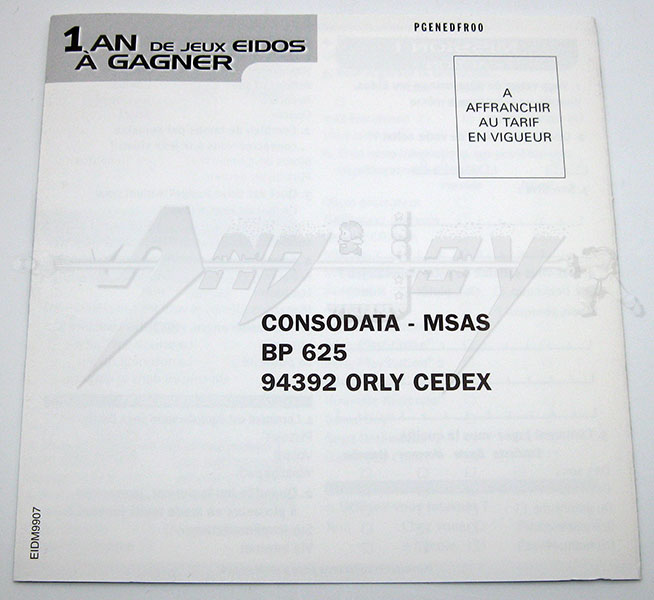 1 AN DE JEUX EIDOS
À GAGNER
PGENEDFR00
A
AFFRANCHIR
AU TARIF
EN VIGUEUR
CONSODATA - MSAS
BP 625
94392 ORLY CEDEX
EIDM9907